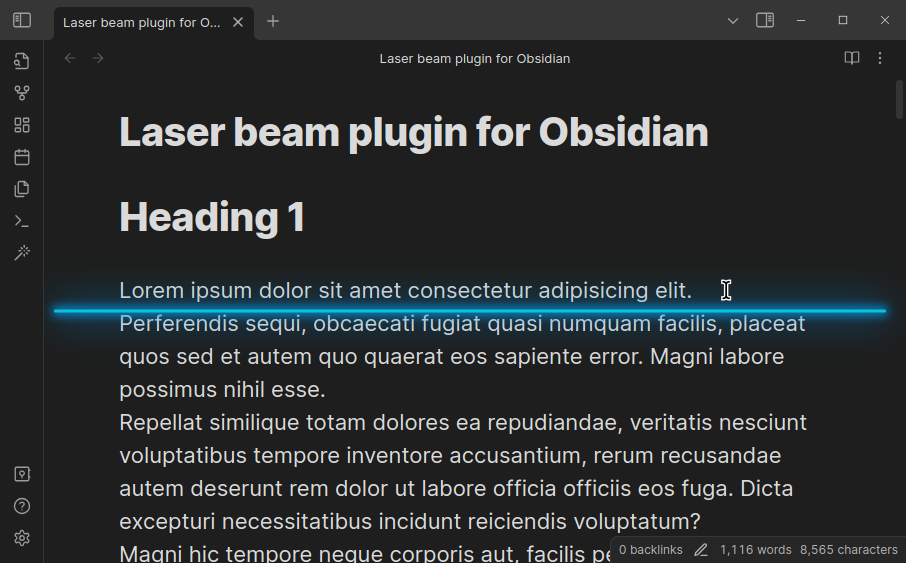 Laser beam plugin for O...
Laser beam plugin for Obsidian
Laser beam plugin for Obsidian
Heading 1
Lorem ipsum dolor sit amet consectetur adipisicing elit.
Perferendis sequi, obcaecati fugiat quasi numquam facilis, placeat
quos sed et autem quo quaerat eos sapiente error. Magni labore
possimus nihil esse.
Repellat similique totam dolores ea repudiandae, veritatis nesciunt
voluptatibus tempore inventore accusantium, rerum recusandae
autem deserunt rem dolor ut labore officia officiis eos fuga. Dicta
excepturi necessitatibus incidunt reiciendis voluptatum?
Magni hic tempore neque corporis aut, facilis
0 backlinks 1,116 words 8,565 characters